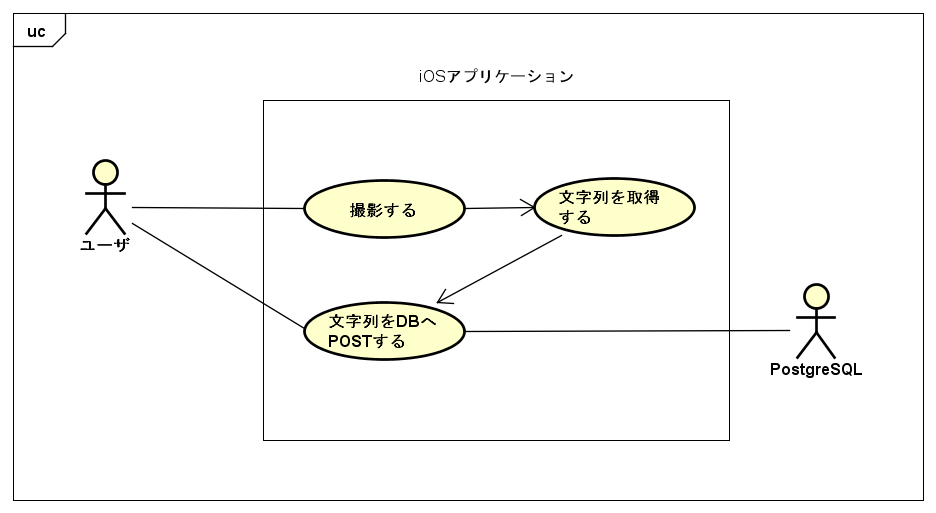 uc
iOSアプリケーション
撮影する
文字列を取得
する
ユーザ
文字列をDBへ
POSTする
PostgreSQL